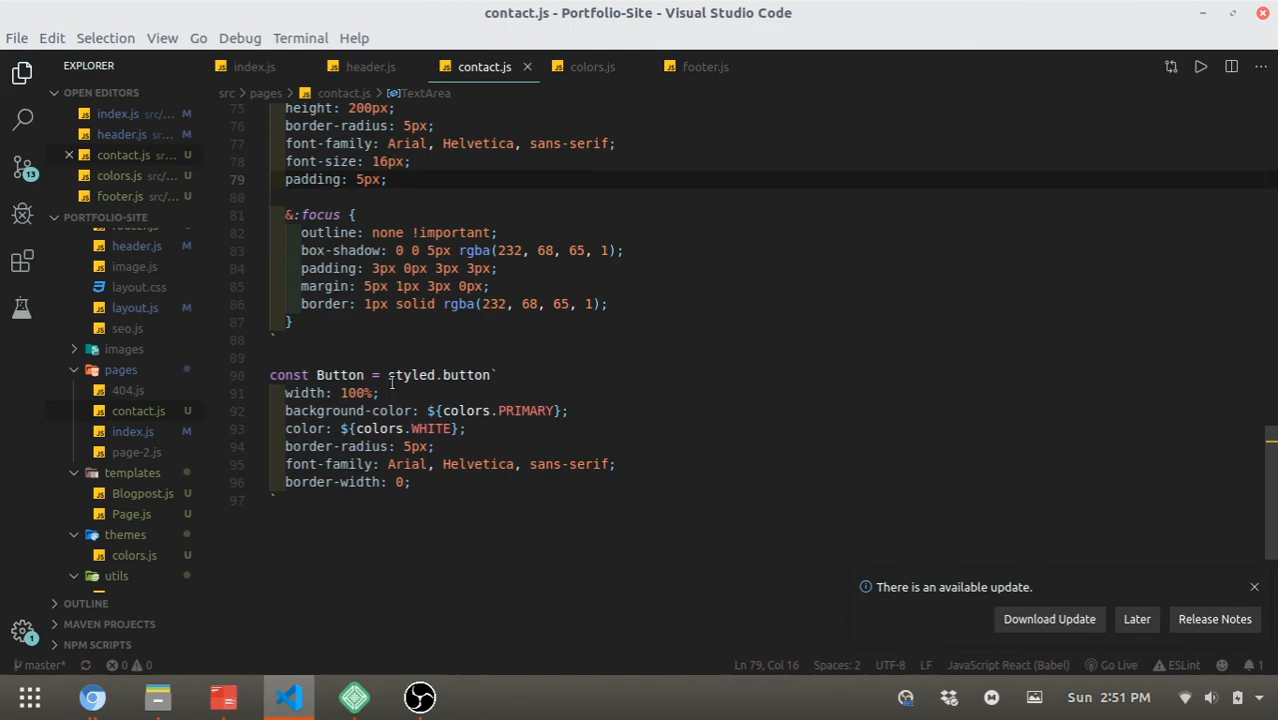 contact.js - Portfolio-Site - Visual Studio Code
File Edit Selection View Go Debug Terminal Help
EXPLORER
OPEN EDITORS
index.js src/... M
header.js src... M
contact.js sr... U
colors.js src/... U
footer.js src/... U
PORTFOLIO-SITE
header.js M
image.js
layout.css
layout.js M
seo.js
images
pages
404.js
contact.js U
index.js M
page-2.js
templates
Blogpost.js U
Page.js U
themes
colors.js U
utils
OUTLINE
MAVEN PROJECTS
NPM SCRIPTS
13
1
index.js header.js contact.js colors.js footer.js
src › pages › contact.js › TextArea
75 height: 200px;
76 border-radius: 5px;
77 font-family: Arial, Helvetica, sans-serif;
78 font-size: 16px;
79 padding: 5px;
80
81 &:focus {
82 outline: none !important;
83 box-shadow: 0 0 5px rgba(232, 68, 65, 1);
84 padding: 3px 0px 3px 3px;
85 margin: 5px 1px 3px 0px;
86 border: 1px solid rgba(232, 68, 65, 1);
87 }
88 `
89
90 const Button = styled.button`
91 width: 100%;
92 background-color: ${colors.PRIMARY};
93 color: ${colors.WHITE};
94 border-radius: 5px;
95 font-family: Arial, Helvetica, sans-serif;
96 border-width: 0;
97 `
There is an available update.
Download Update Later Release Notes
master* 0 0 Ln 79, Col 16 Spaces: 2 UTF-8 LF JavaScript React (Babel) Go Live ESLint 1
Sun 2:51 PM